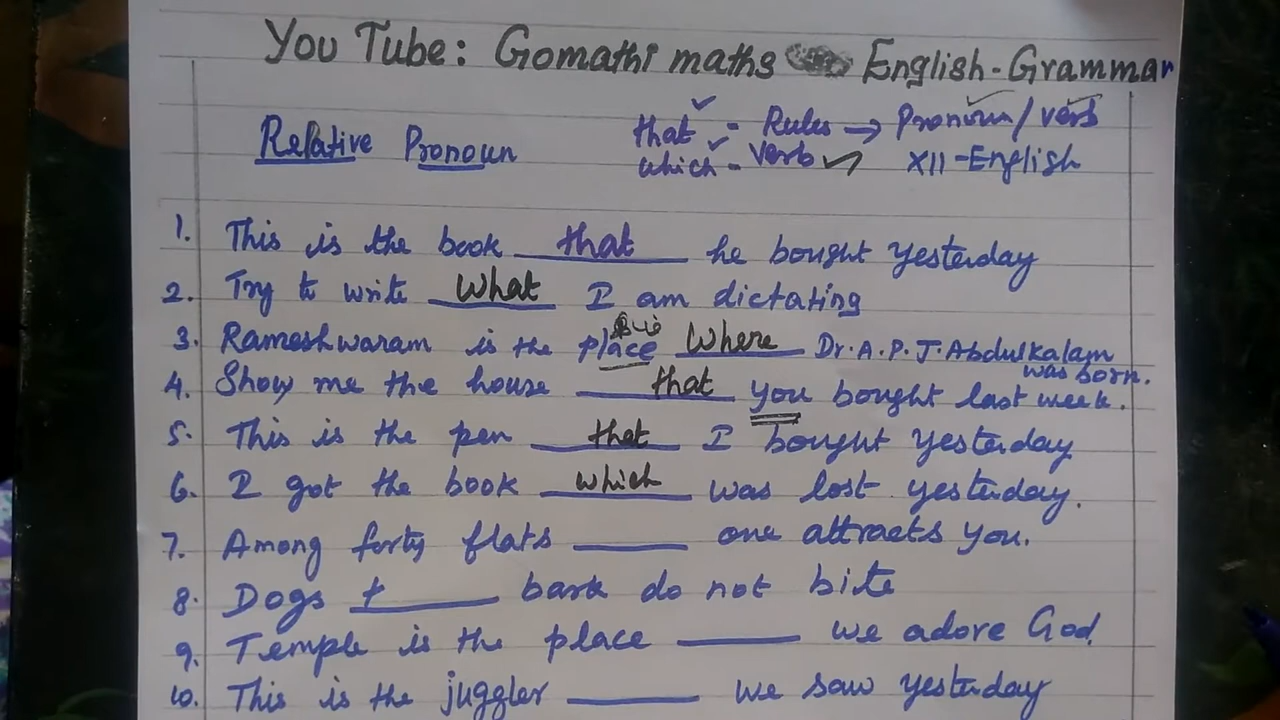 You Tube: Gomathi maths English-Grammar
Relative Pronoun
that - Rules → Pronoun/verb
which - verb XII-English
1. This is the book that he bought yesterday
2. Try to write what I am dictating
3. Rameshwaram is the place where Dr.A.P.J.Abdulkalam was born.
4. Show me the house that you bought last week.
5. This is the pen that I bought yesterday
6. I got the book which was lost yesterday.
7. Among forty flats ____ one attracts you.
8. Dogs t____ bark do not bite
9. Temple is the place ____ we adore God.
10. This is the juggler ____ we saw yesterday